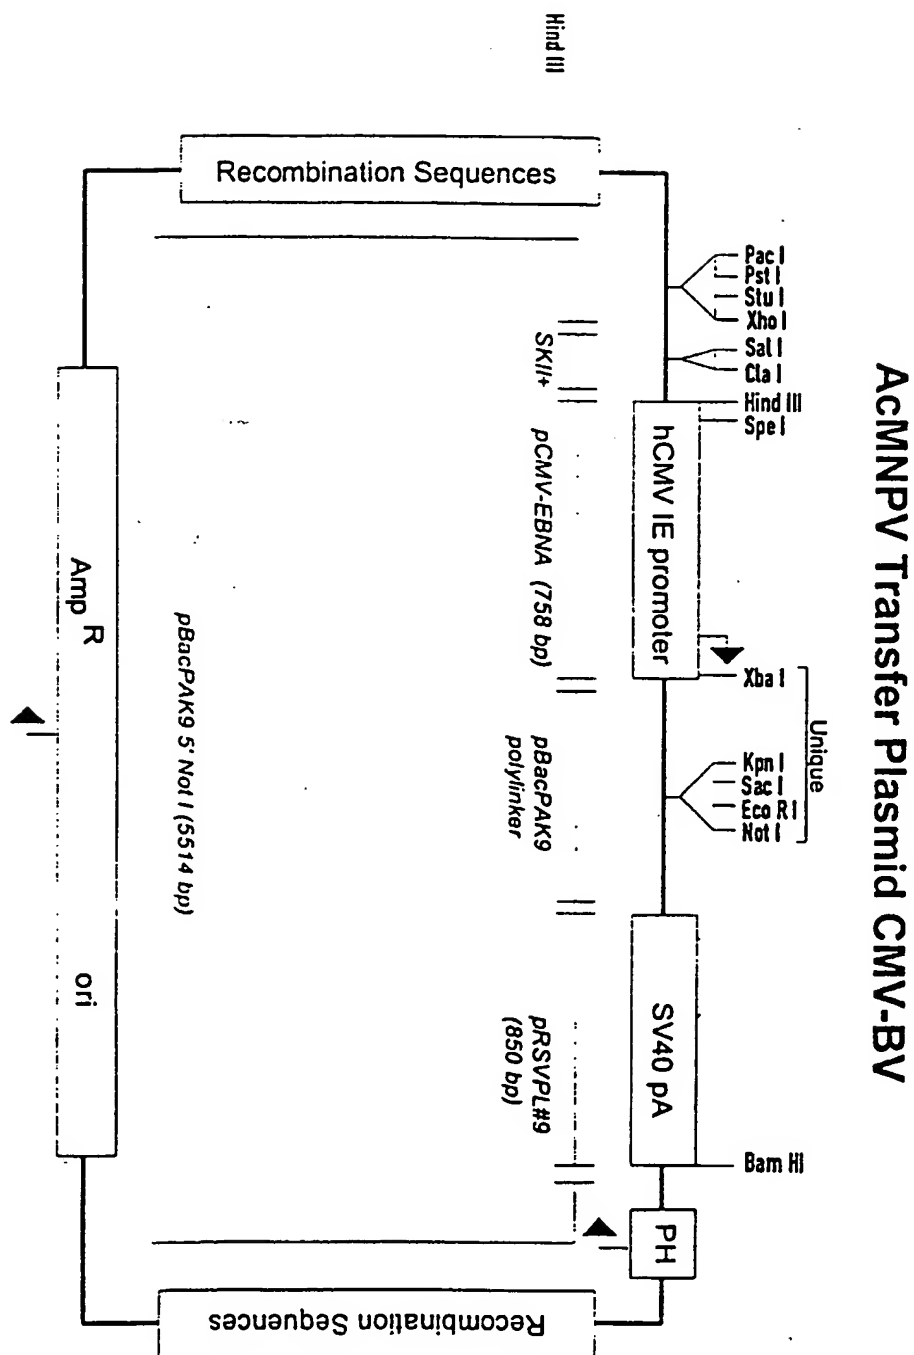 AcMNPV Transfer Plasmid CMV-BV
Unique
Pac I
Pst I
Stu I
Xho I
Sal I
Cla I
Hind III
Spe I
Xba I
Kpn I
Sac I
Eco R I
Not I
Bam HI
hCMV IE promoter
SV40 pA
PH
SKII+
pCMV-EBNA (758 bp)
pBacPAK9
polylinker
pRSVPL#9
(850 bp)
Recombination Sequences
Recombination Sequences
pBacPAK9 5' Not I (5514 bp)
Amp R
ori
Hind III